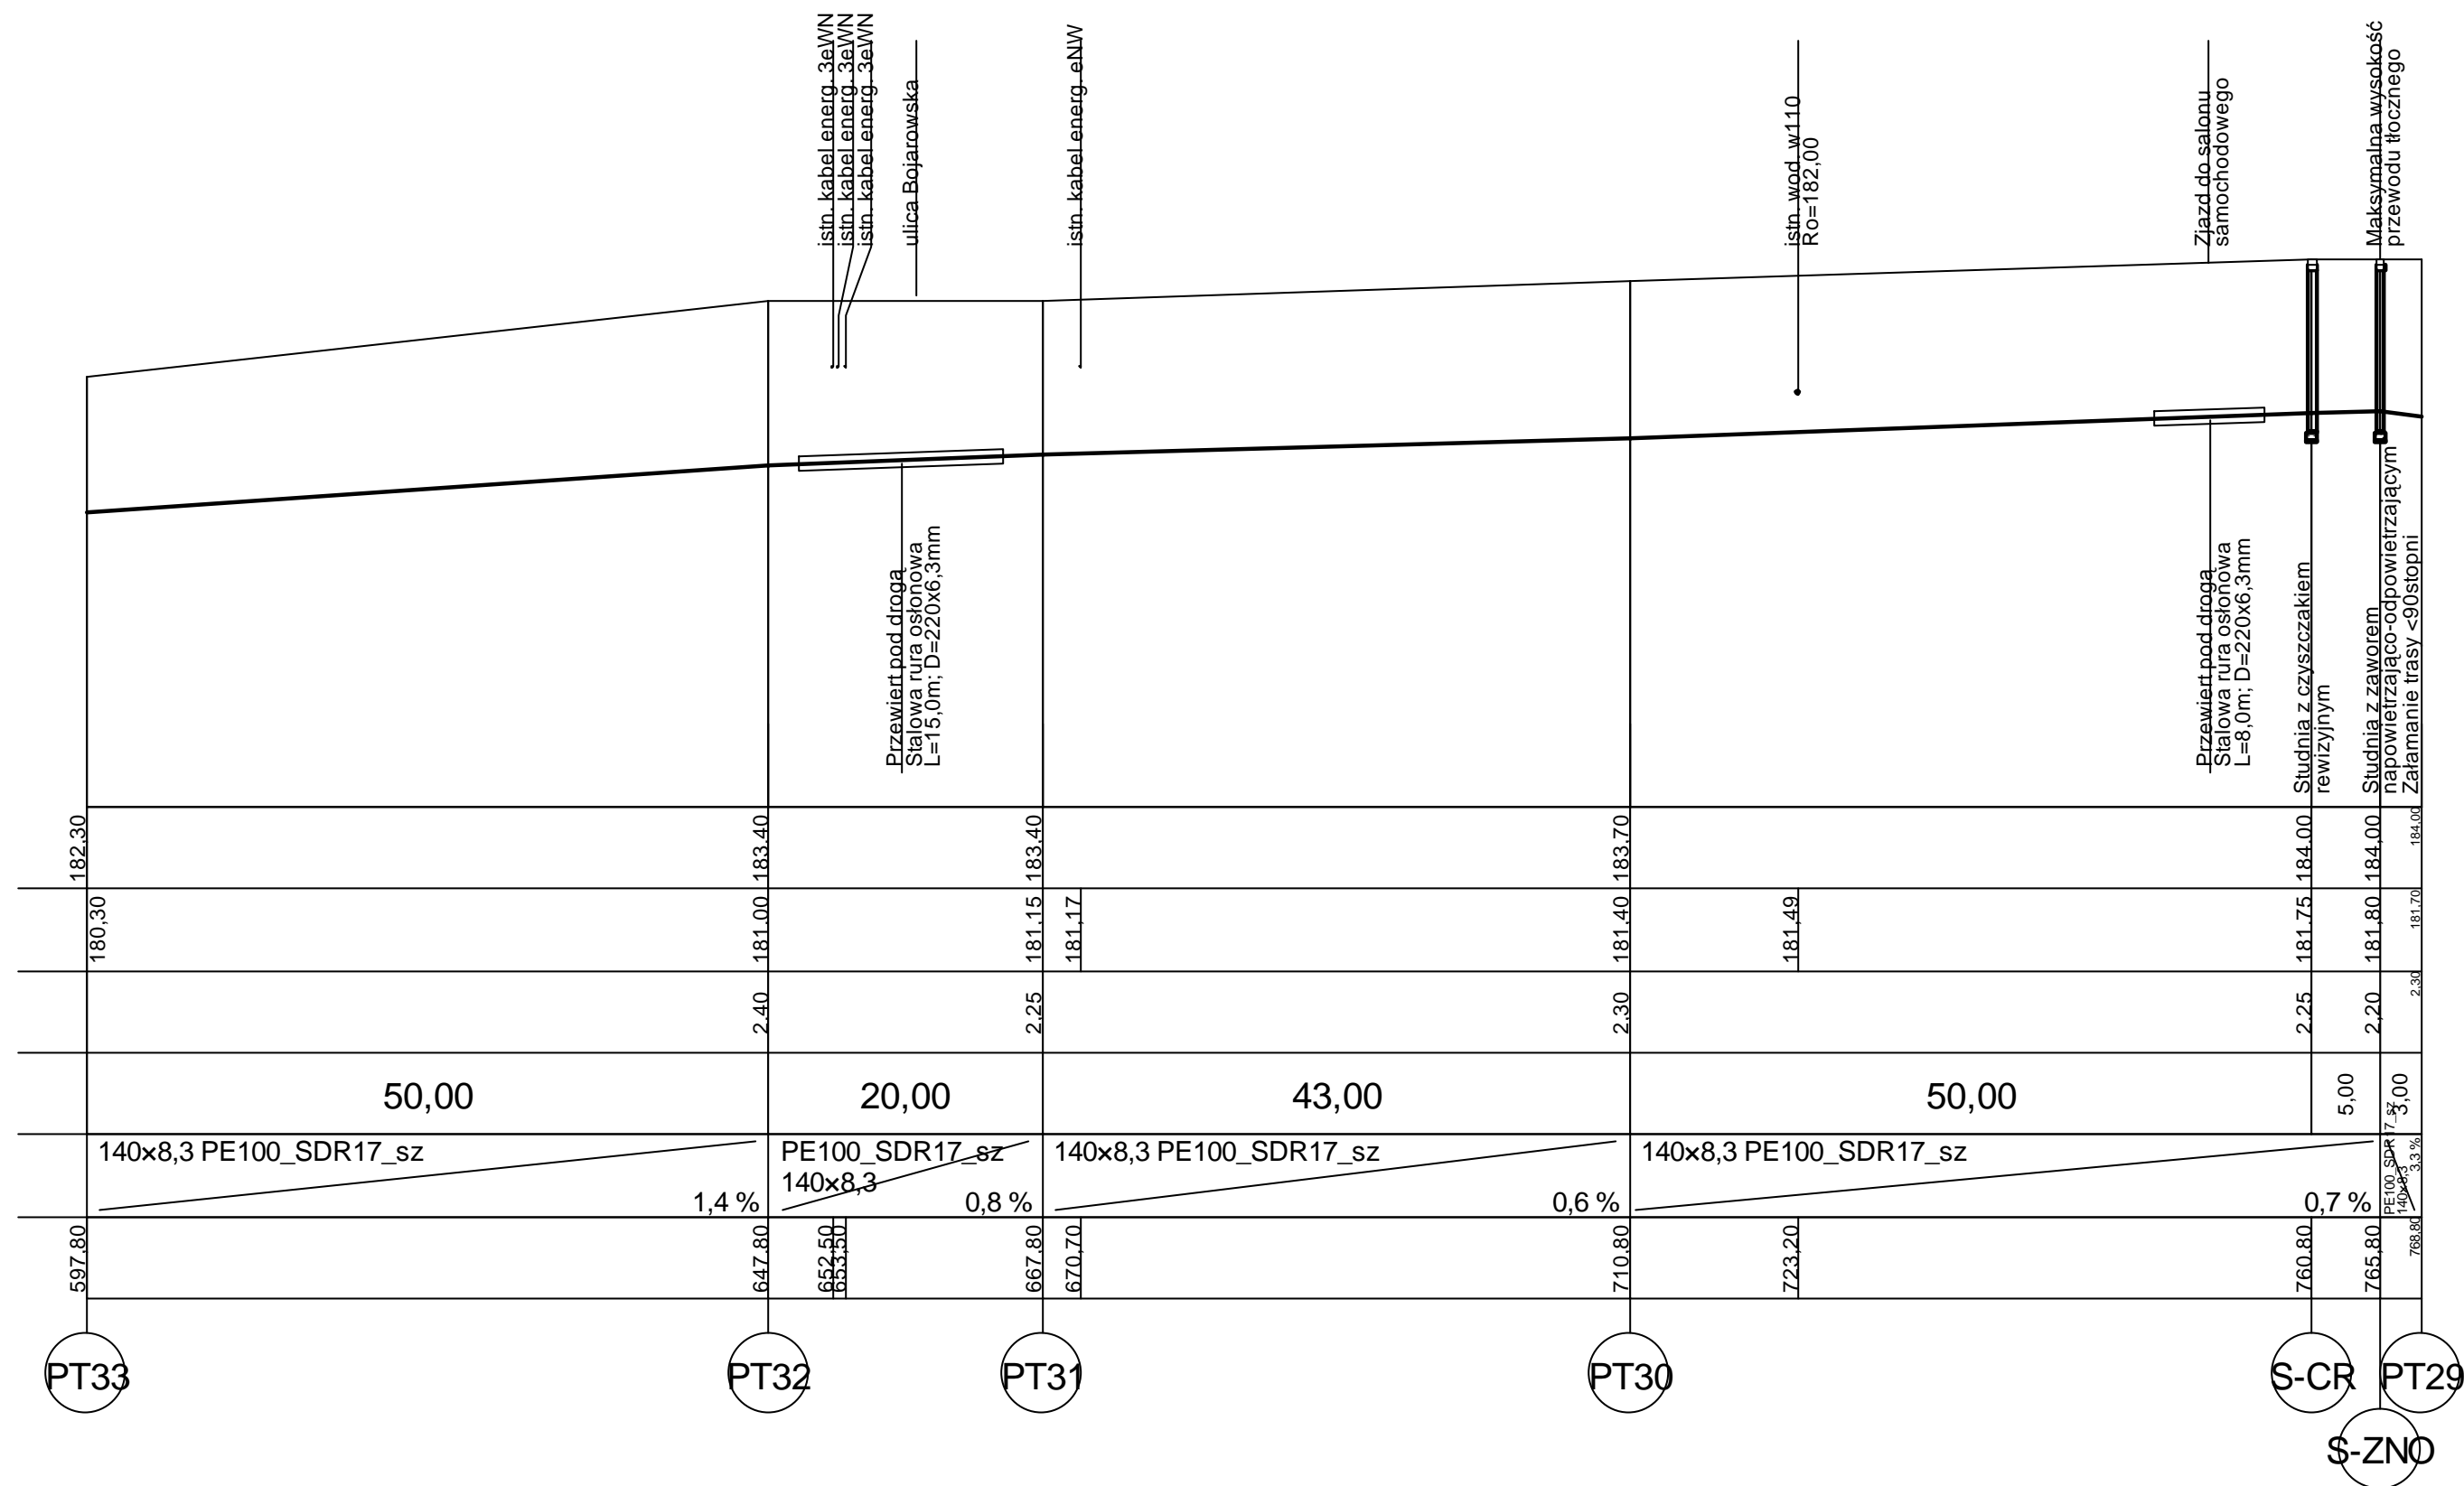 istn. kabel energ. 3eWN
istn. kabel energ. 3eWN
istn. kabel energ. 3eWN
ulica Bojarowska
istn. kabel energ. eNW
istn. wod. w110
Ro=182,00
Zjazd do salonu
samochodowego
Maksymalna wysokość
przewodu tłocznego
Przewiert pod drogą
Stalowa rura osłonowa
L=15,0m; D=220x6,3mm
Przewiert pod drogą
Stalowa rura osłonowa
L=8,0m; D=220x6,3mm
Studnia z czyszczakiem
rewizyjnym
Studnia z zaworem
napowietrzająco-odpowietrzającym
Załamanie trasy <90stopni
182,30
183,40
183,40
183,70
184,00
184,00
184,00
180,30
181,00
181,15
181,17
181,40
181,49
181,75
181,80
181,70
2,40
2,25
2,30
2,25
2,20
2,30
50,00
20,00
43,00
50,00
5,00
3,00
140×8,3 PE100_SDR17_sz
1,4 %
PE100_SDR17_sz
140×8,3
0,8 %
140×8,3 PE100_SDR17_sz
0,6 %
140×8,3 PE100_SDR17_sz
0,7 %
PE100_SDR17_sz
140×8,3
3,3 %
597,80
647,80
652,50
653,50
667,80
670,70
710,80
723,20
760,80
765,80
768,80
PT33
PT32
PT31
PT30
S-CR
PT29
S-ZNO